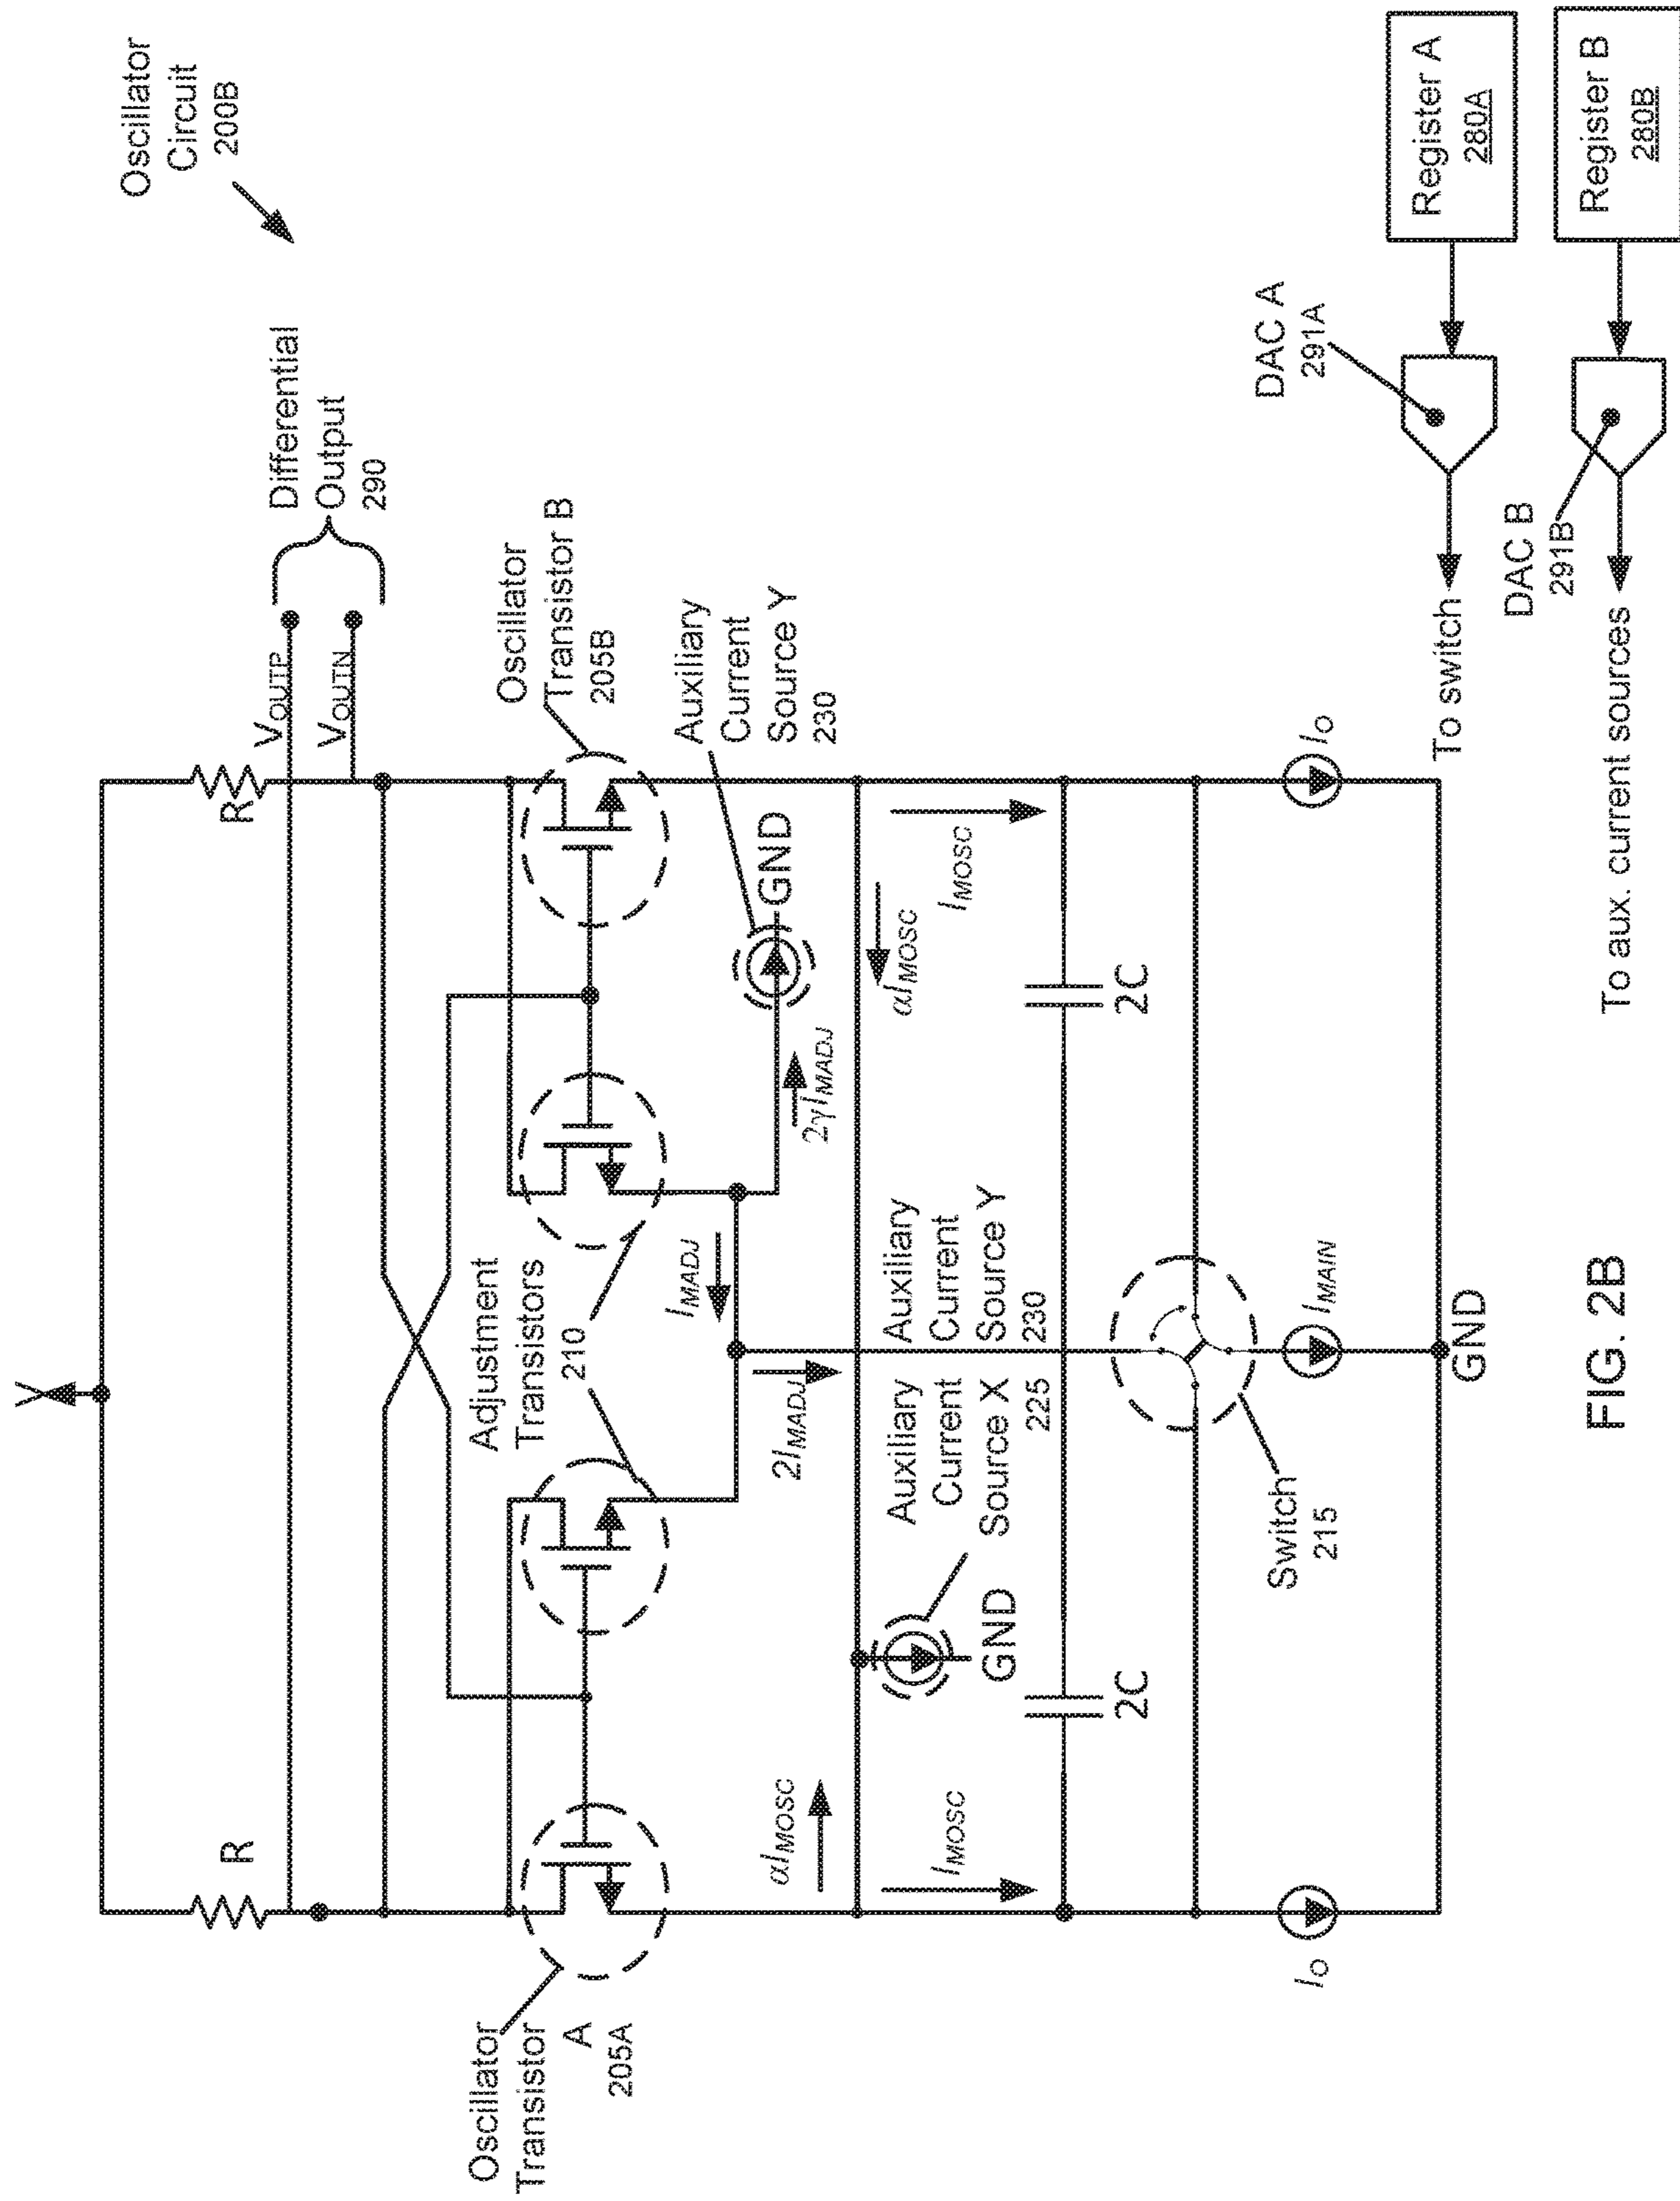 Oscillator
Circuit
200B
V
R
R
V_OUTP
V_OUTN
Differential
Output
290
Oscillator
Transistor
A
205A
Adjustment
Transistors
210
Oscillator
Transistor B
205B
Auxiliary
Current
Source Y
230
GND
2γI_MADJ
I_MADJ
2I_MADJ
αI_MOSC
αI_MOSC
I_MOSC
I_MOSC
Auxiliary
Current
Source X
225
Auxiliary
Current
Source Y
230
GND
2C
2C
Switch
215
I_O
I_MAIN
I_O
GND
DAC A
291A
Register A
280A
To switch
DAC B
291B
Register B
280B
To aux. current sources
FIG. 2B